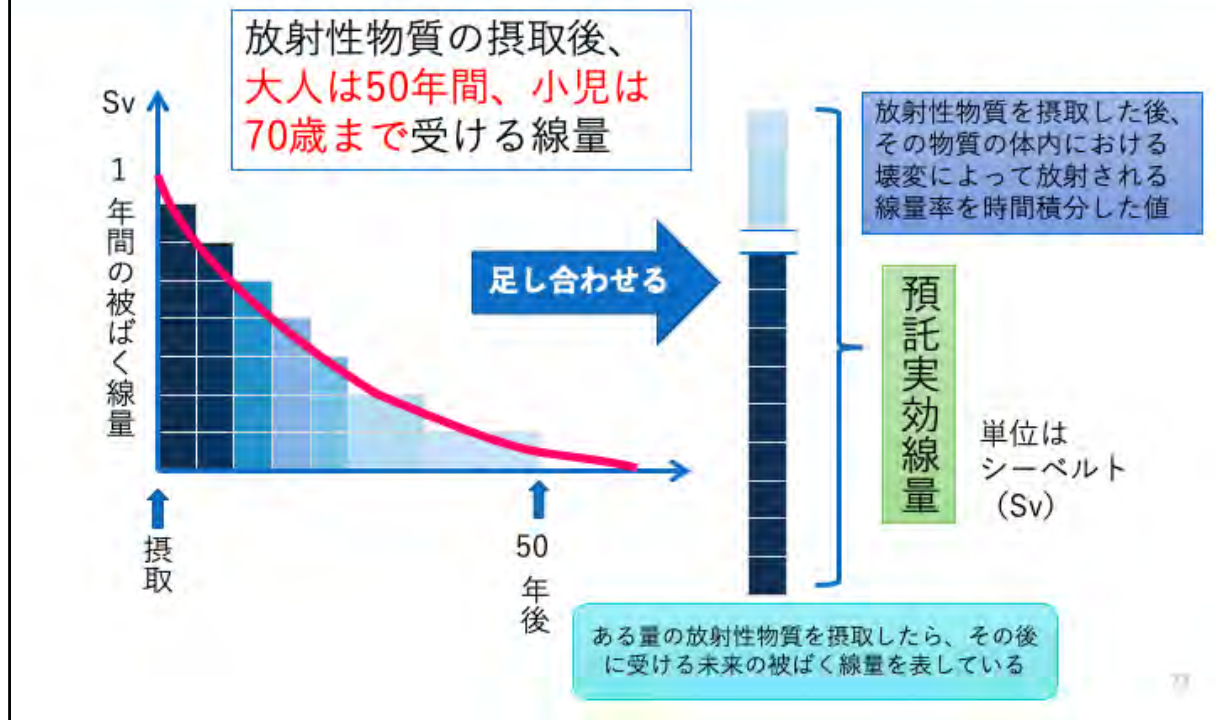 放射性物質の摂取後、
大人は50年間、小児は
70歳まで受ける線量
Sv
1年間の被ばく線量
摂取
50年後
足し合わせる
放射性物質を摂取した後、
その物質の体内における
壊変によって放射される
線量率を時間積分した値
預託実効線量
単位は
シーベルト
（Sv）
ある量の放射性物質を摂取したら、その後
に受ける未来の被ばく線量を表している